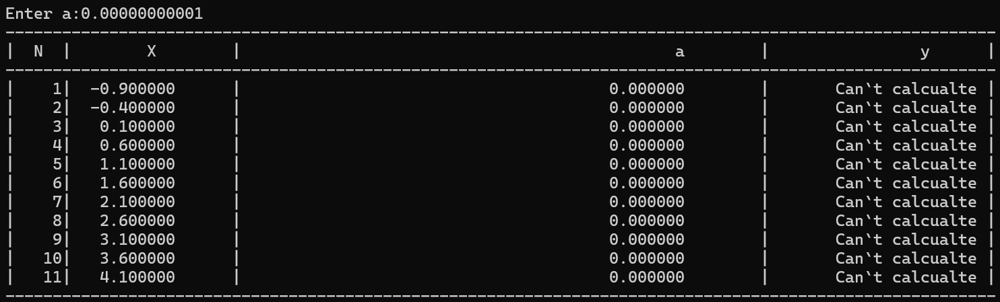 Enter a:0.00000000001
---------------------------------------------------------------------------------------------------------
|  N  |        X        |                                              a        |                y      |
---------------------------------------------------------------------------------------------------------
|    1|  -0.900000      |                                       0.000000        |       Can`t calcualte |
|    2|  -0.400000      |                                       0.000000        |       Can`t calcualte |
|    3|   0.100000      |                                       0.000000        |       Can`t calcualte |
|    4|   0.600000      |                                       0.000000        |       Can`t calcualte |
|    5|   1.100000      |                                       0.000000        |       Can`t calcualte |
|    6|   1.600000      |                                       0.000000        |       Can`t calcualte |
|    7|   2.100000      |                                       0.000000        |       Can`t calcualte |
|    8|   2.600000      |                                       0.000000        |       Can`t calcualte |
|    9|   3.100000      |                                       0.000000        |       Can`t calcualte |
|   10|   3.600000      |                                       0.000000        |       Can`t calcualte |
|   11|   4.100000      |                                       0.000000        |       Can`t calcualte |
---------------------------------------------------------------------------------------------------------